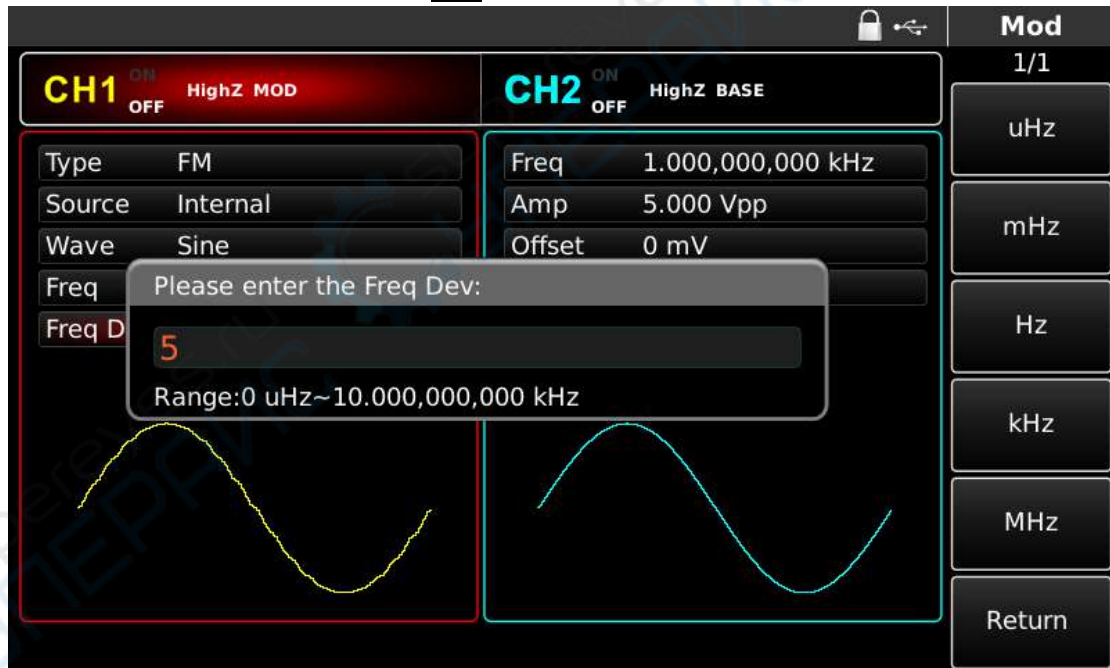 Mod
1/1
CH1 ON OFF HighZ MOD
CH2 ON OFF HighZ BASE
Type FM
Source Internal
Wave Sine
Freq
Freq D
Freq 1.000,000,000 kHz
Amp 5.000 Vpp
Offset 0 mV
Please enter the Freq Dev:
5
Range:0 uHz~10.000,000,000 kHz
uHz
mHz
Hz
kHz
MHz
Return